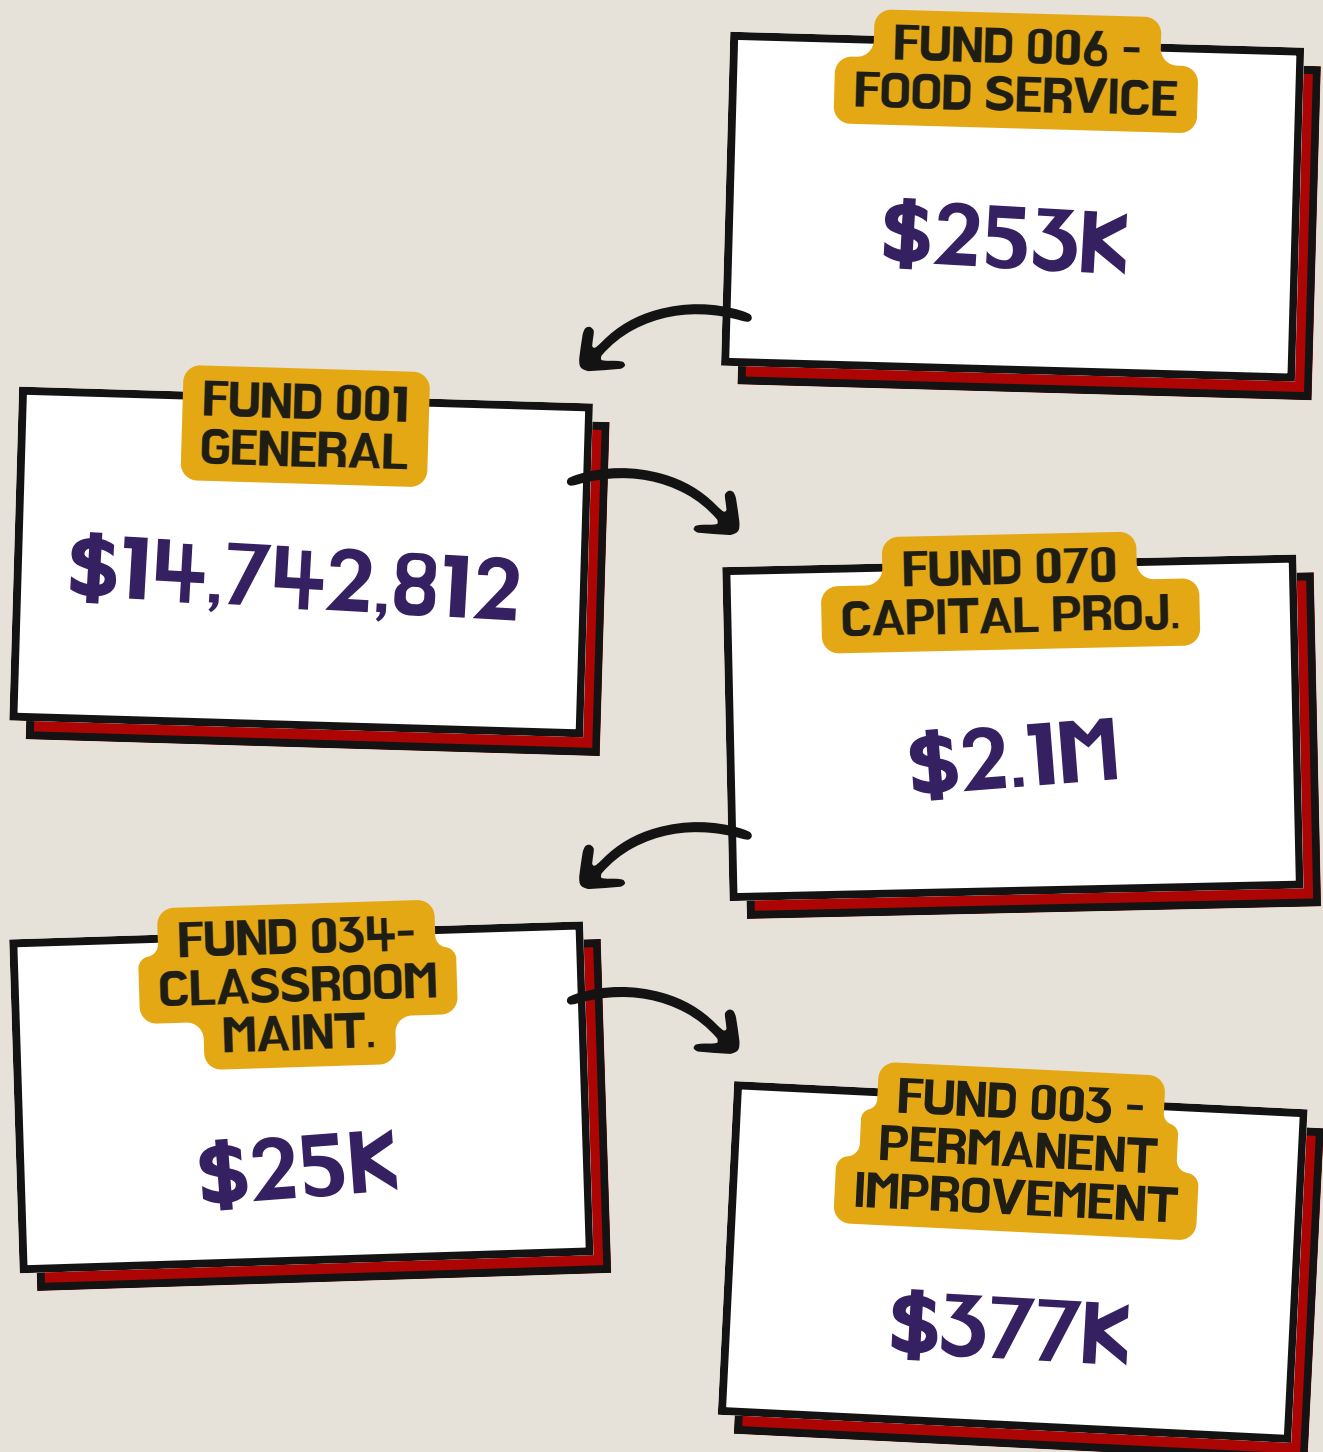 FUND 006 -
FOOD SERVICE
$253K
FUND 001
GENERAL
$14,742,812
FUND 070
CAPITAL PROJ.
$2.1M
FUND 034-
CLASSROOM
MAINT.
$25K
FUND 003 -
PERMANENT
IMPROVEMENT
$377K